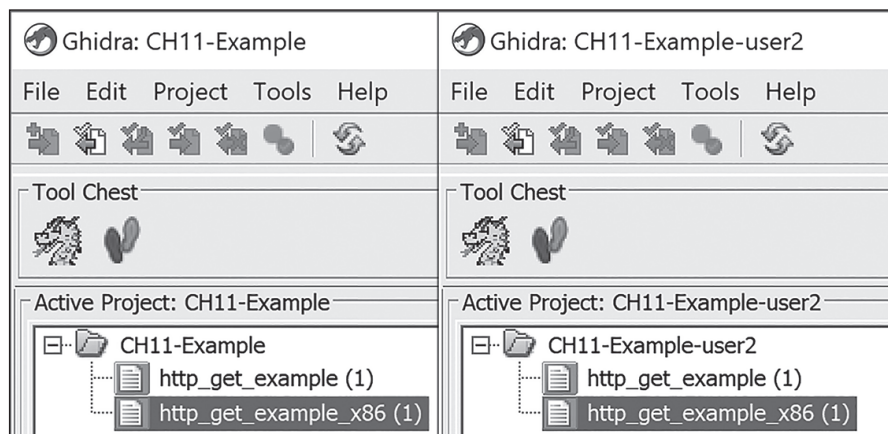 Ghidra: CH11-Example
File Edit Project Tools Help
Tool Chest
Active Project: CH11-Example
CH11-Example
http_get_example (1)
http_get_example_x86 (1)
Ghidra: CH11-Example-user2
File Edit Project Tools Help
Tool Chest
Active Project: CH11-Example-user2
CH11-Example-user2
http_get_example (1)
http_get_example_x86 (1)